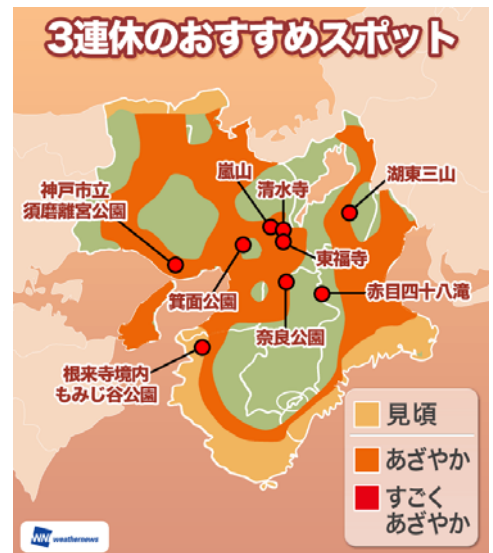 3連休のおすすめスポット
嵐山
清水寺
湖東三山
神戸市立
須磨離宮公園
東福寺
箕面公園
赤目四十八滝
奈良公園
根来寺境内
もみじ谷公園
見頃
あざやか
すごく
あざやか
WN weathernews